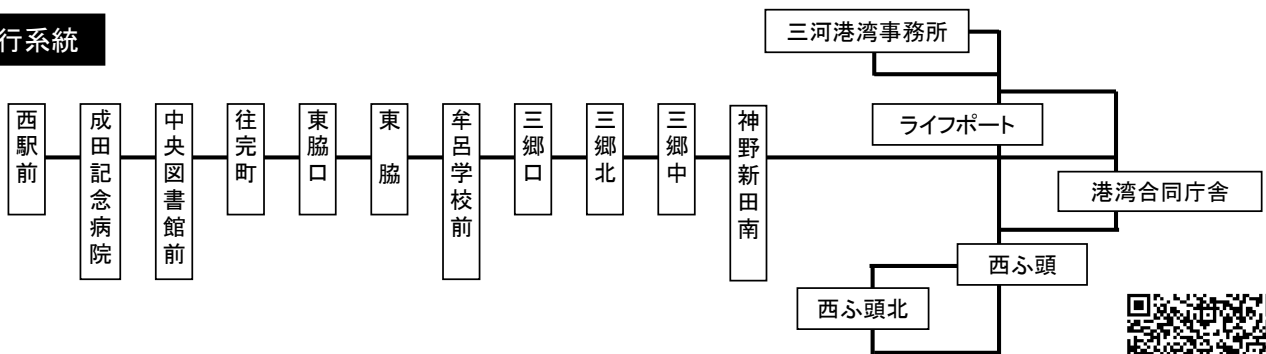 行系統
三河港湾事務所
西駅前
成田記念病院
中央図書館前
往完町
東脇口
東脇
牟呂学校前
三郷口
三郷北
三郷中
神野新田南
ライフポート
港湾合同庁舎
西ふ頭
西ふ頭北